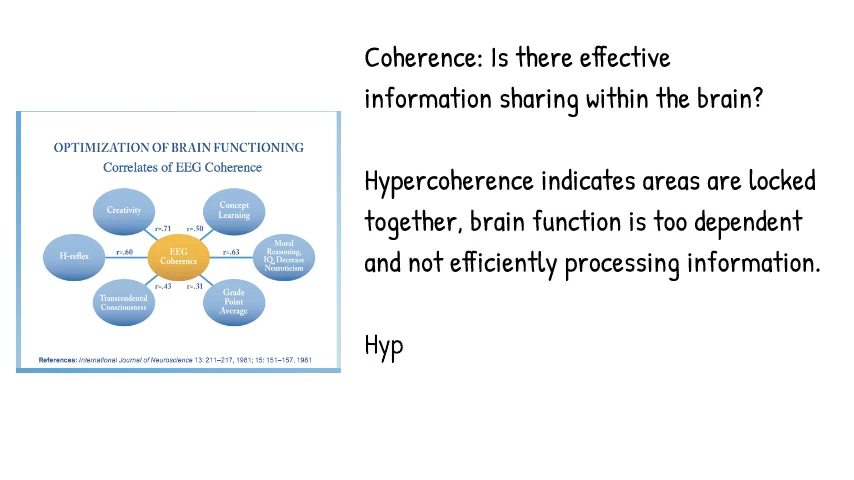 Coherence: Is there effective
information sharing within the brain?
Hypercoherence indicates areas are locked
together, brain function is too dependent
and not efficiently processing information.
Hyp
OPTIMIZATION OF BRAIN FUNCTIONING
Correlates of EEG Coherence
Creativity
Concept
Learning
r=.71
r=.50
H-reflex
r=.60
EEG
Coherence
r=.63
Moral
Reasoning,
IQ, Decrease
Neuroticism
Transcendental
Consciousness
r=.43
r=.31
Grade
Point
Average
References: International Journal of Neuroscience 13: 211–217, 1981; 15: 151–157, 1981